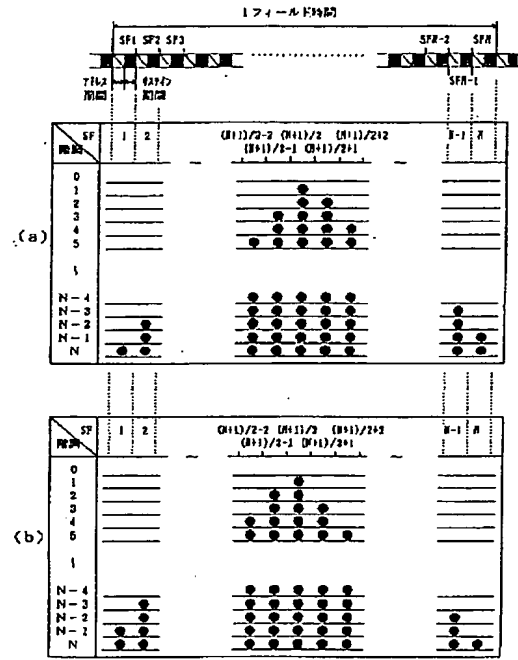 1フィールド時間
SF1 SF2 SF3 SFN-2 SFN
SFN-1
アドレス期間 サステイン期間
(a)
SF
階調
1 2 (N+1)/2-2 (N+1)/2 (N+1)/2+2 N-1 N
(N+1)/2-1 (N+1)/2+1
0
1
2
3
4
5
N-4
N-3
N-2
N-1
N
(b)
SF
階調
1 2 (N+1)/2-2 (N+1)/2 (N+1)/2+2 N-1 N
(N+1)/2-1 (N+1)/2+1
0
1
2
3
4
5
N-4
N-3
N-2
N-1
N